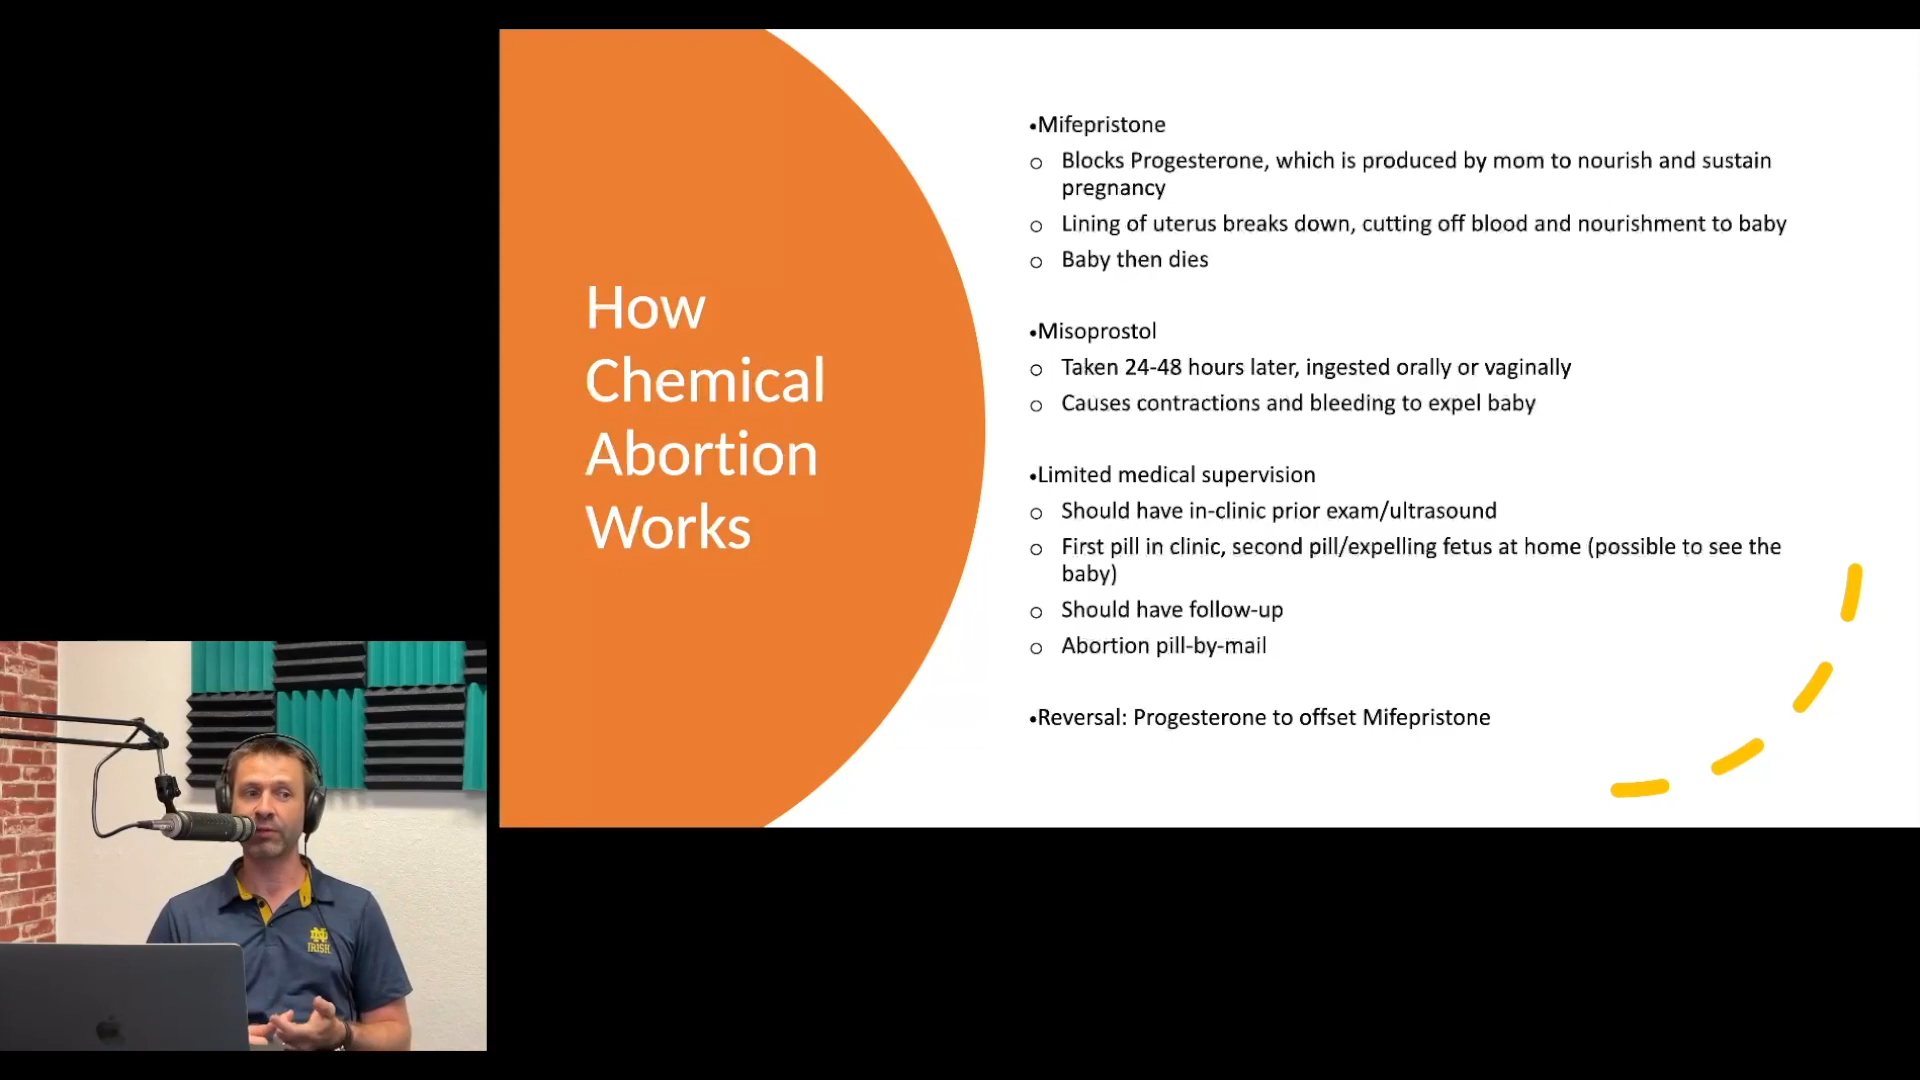 How
Chemical
Abortion
Works
•Mifepristone
o Blocks Progesterone, which is produced by mom to nourish and sustain
pregnancy
o Lining of uterus breaks down, cutting off blood and nourishment to baby
o Baby then dies
•Misoprostol
o Taken 24-48 hours later, ingested orally or vaginally
o Causes contractions and bleeding to expel baby
•Limited medical supervision
o Should have in-clinic prior exam/ultrasound
o First pill in clinic, second pill/expelling fetus at home (possible to see the
baby)
o Should have follow-up
o Abortion pill-by-mail
•Reversal: Progesterone to offset Mifepristone
ND
IRISH